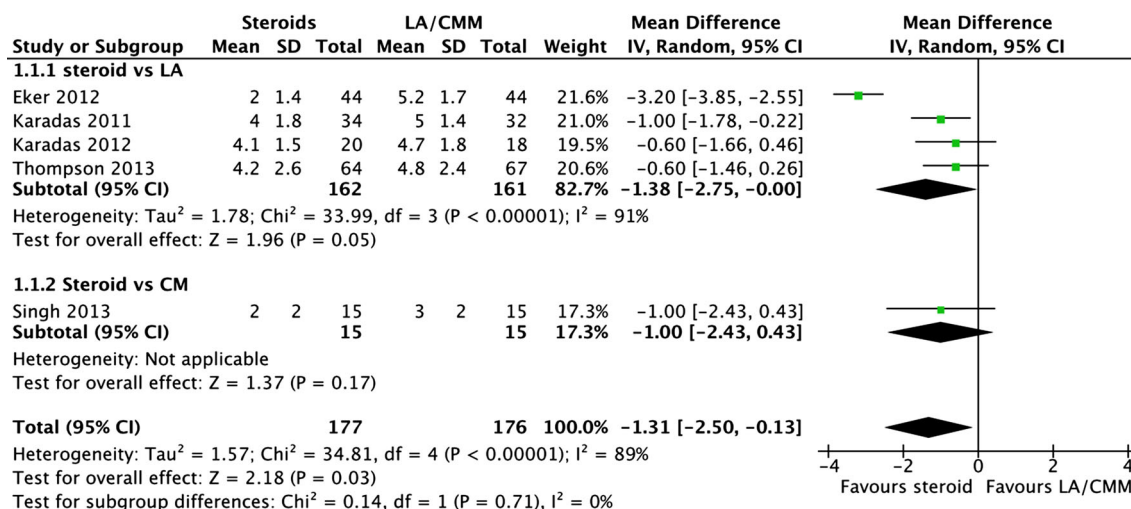 Steroids LA/CMM Mean Difference Mean Difference
Study or Subgroup Mean SD Total Mean SD Total Weight IV, Random, 95% CI IV, Random, 95% CI
1.1.1 steroid vs LA
Eker 2012 2 1.4 44 5.2 1.7 44 21.6% −3.20 [−3.85, −2.55]
Karadas 2011 4 1.8 34 5 1.4 32 21.0% −1.00 [−1.78, −0.22]
Karadas 2012 4.1 1.5 20 4.7 1.8 18 19.5% −0.60 [−1.66, 0.46]
Thompson 2013 4.2 2.6 64 4.8 2.4 67 20.6% −0.60 [−1.46, 0.26]
Subtotal (95% CI) 162 161 82.7% −1.38 [−2.75, −0.00]
Heterogeneity: Tau² = 1.78; Chi² = 33.99, df = 3 (P < 0.00001); I² = 91%
Test for overall effect: Z = 1.96 (P = 0.05)
1.1.2 Steroid vs CM
Singh 2013 2 2 15 3 2 15 17.3% −1.00 [−2.43, 0.43]
Subtotal (95% CI) 15 15 17.3% −1.00 [−2.43, 0.43]
Heterogeneity: Not applicable
Test for overall effect: Z = 1.37 (P = 0.17)
Total (95% CI) 177 176 100.0% −1.31 [−2.50, −0.13]
Heterogeneity: Tau² = 1.57; Chi² = 34.81, df = 4 (P < 0.00001); I² = 89%
Test for overall effect: Z = 2.18 (P = 0.03)
Test for subgroup differences: Chi² = 0.14, df = 1 (P = 0.71), I² = 0%
−4 −2 0 2 4
Favours steroid Favours LA/CMM